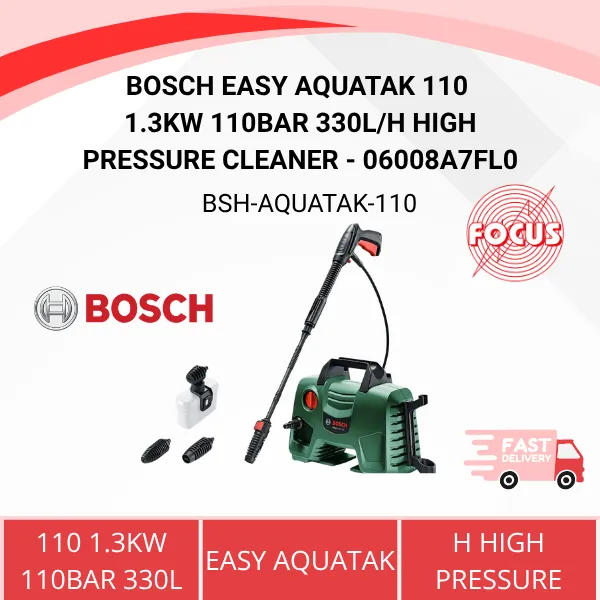 BOSCH EASY AQUATAK 110
1.3KW 110BAR 330L/H HIGH
PRESSURE CLEANER - 06008A7FL0
BSH-AQUATAK-110
FOCUS
BOSCH
BOSCH
FAST
DELIVERY
110 1.3KW
110BAR 330L
EASY AQUATAK
H HIGH
PRESSURE